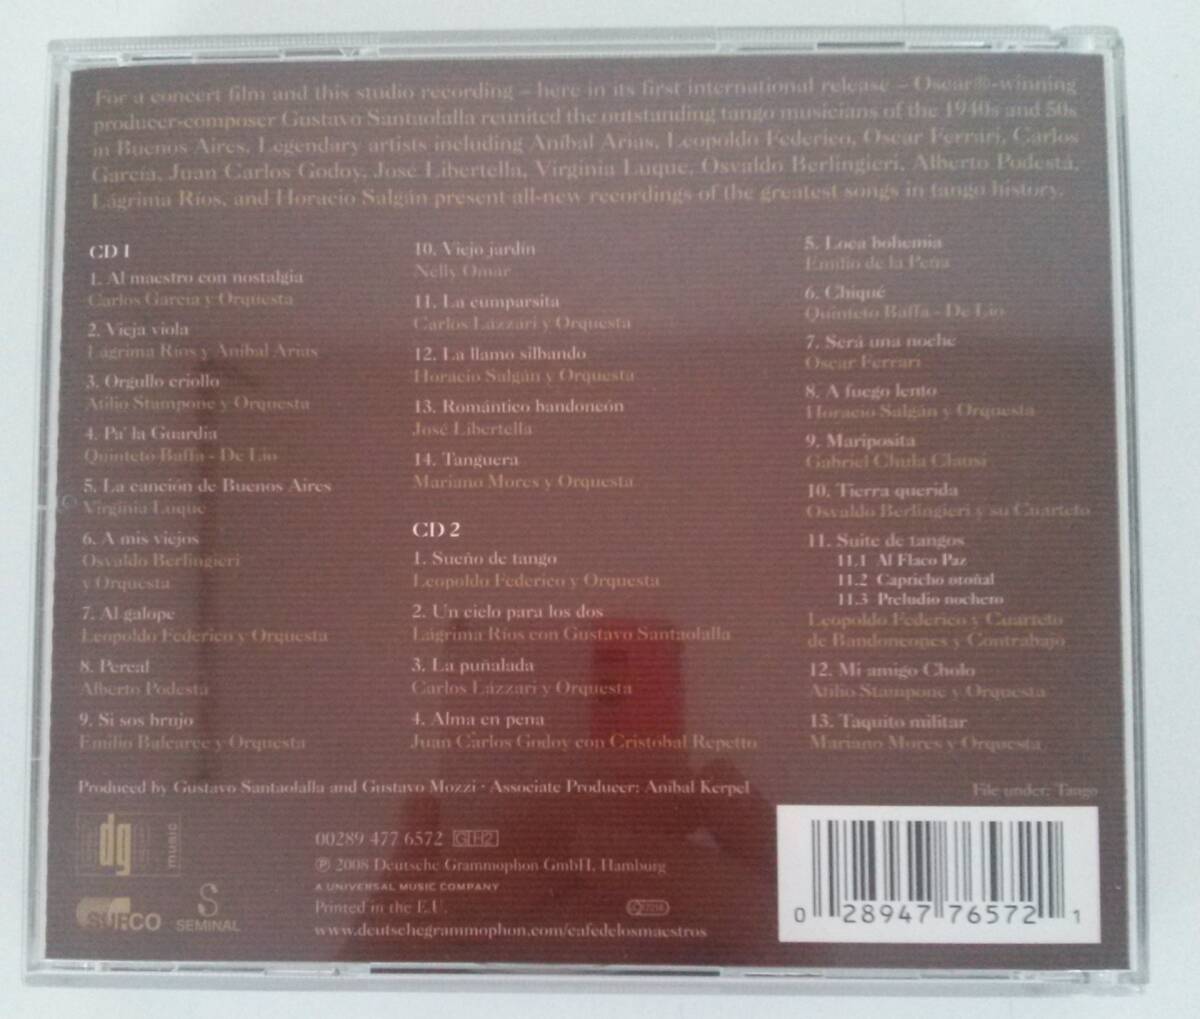 For a concert film and this studio recording – here in its first international release – Oscar®-winning
producer-composer Gustavo Santaolalla reunited the outstanding tango musicians of the 1940s and 50s
in Buenos Aires. Legendary artists including Aníbal Arias, Leopoldo Federico, Oscar Ferrari, Carlos
García, Juan Carlos Godoy, José Libertella, Virginia Luque, Osvaldo Berlingieri, Alberto Podestá,
Lágrima Ríos, and Horacio Salgán present all-new recordings of the greatest songs in tango history.
CD 1
1. Al maestro con nostalgia
Carlos García y Orquesta
2. Vieja viola
Lágrima Ríos y Aníbal Arias
3. Orgullo criollo
Atilio Stampone y Orquesta
4. Pa' la Guardia
Quinteto Baffa - De Lío
5. La canción de Buenos Aires
Virginia Luque
6. A mis viejos
Osvaldo Berlingieri
y Orquesta
7. Al galope
Leopoldo Federico y Orquesta
8. Percal
Alberto Podestá
9. Si sos brujo
Emilio Balcarce y Orquesta
10. Viejo jardín
Nelly Omar
11. La cumparsita
Carlos Lázzari y Orquesta
12. La llamo silbando
Horacio Salgán y Orquesta
13. Romántico bandoneón
José Libertella
14. Tanguera
Mariano Mores y Orquesta
CD 2
1. Sueño de tango
Leopoldo Federico y Orquesta
2. Un cielo para los dos
Lágrima Ríos con Gustavo Santaolalla
3. La puñalada
Carlos Lázzari y Orquesta
4. Alma en pena
Juan Carlos Godoy con Cristóbal Repetto
5. Loca bohemia
Emilio de la Peña
6. Chiqué
Quinteto Baffa - De Lío
7. Será una noche
Oscar Ferrari
8. A fuego lento
Horacio Salgán y Orquesta
9. Mariposita
Gabriel Chula Clausi
10. Tierra querida
Osvaldo Berlingieri y su Cuarteto
11. Suite de tangos
11.1 Al Flaco Paz
11.2 Capricho otoñal
11.3 Preludio nochero
Leopoldo Federico y Cuarteto
de Bandoneones y Contrabajo
12. Mi amigo Cholo
Atilio Stampone y Orquesta
13. Taquito militar
Mariano Mores y Orquesta
Produced by Gustavo Santaolalla and Gustavo Mozzi · Associate Producer: Aníbal Kerpel
File under: Tango
dg music
SURCO
SEMINAL
00289 477 6572 GH2
℗ 2008 Deutsche Grammophon GmbH, Hamburg
A UNIVERSAL MUSIC COMPANY
Printed in the E.U.
www.deutschegrammophon.com/cafedelosmaestros
0 28947 76572 1